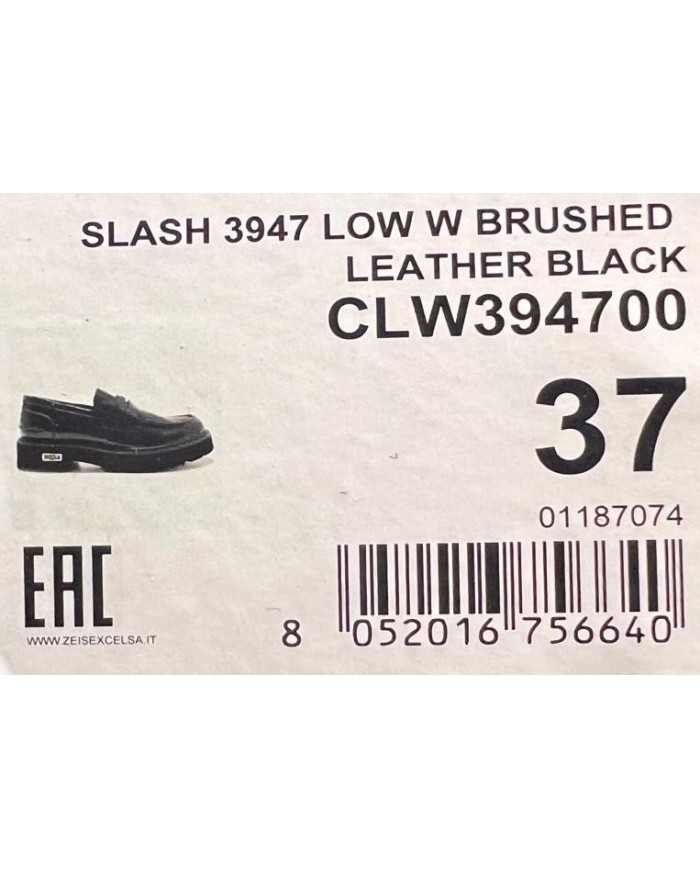 SLASH 3947 LOW W BRUSHED
LEATHER BLACK
CLW394700
37
01187074
EAC
WWW.ZEISEXCELSA.IT
8 052016 756640